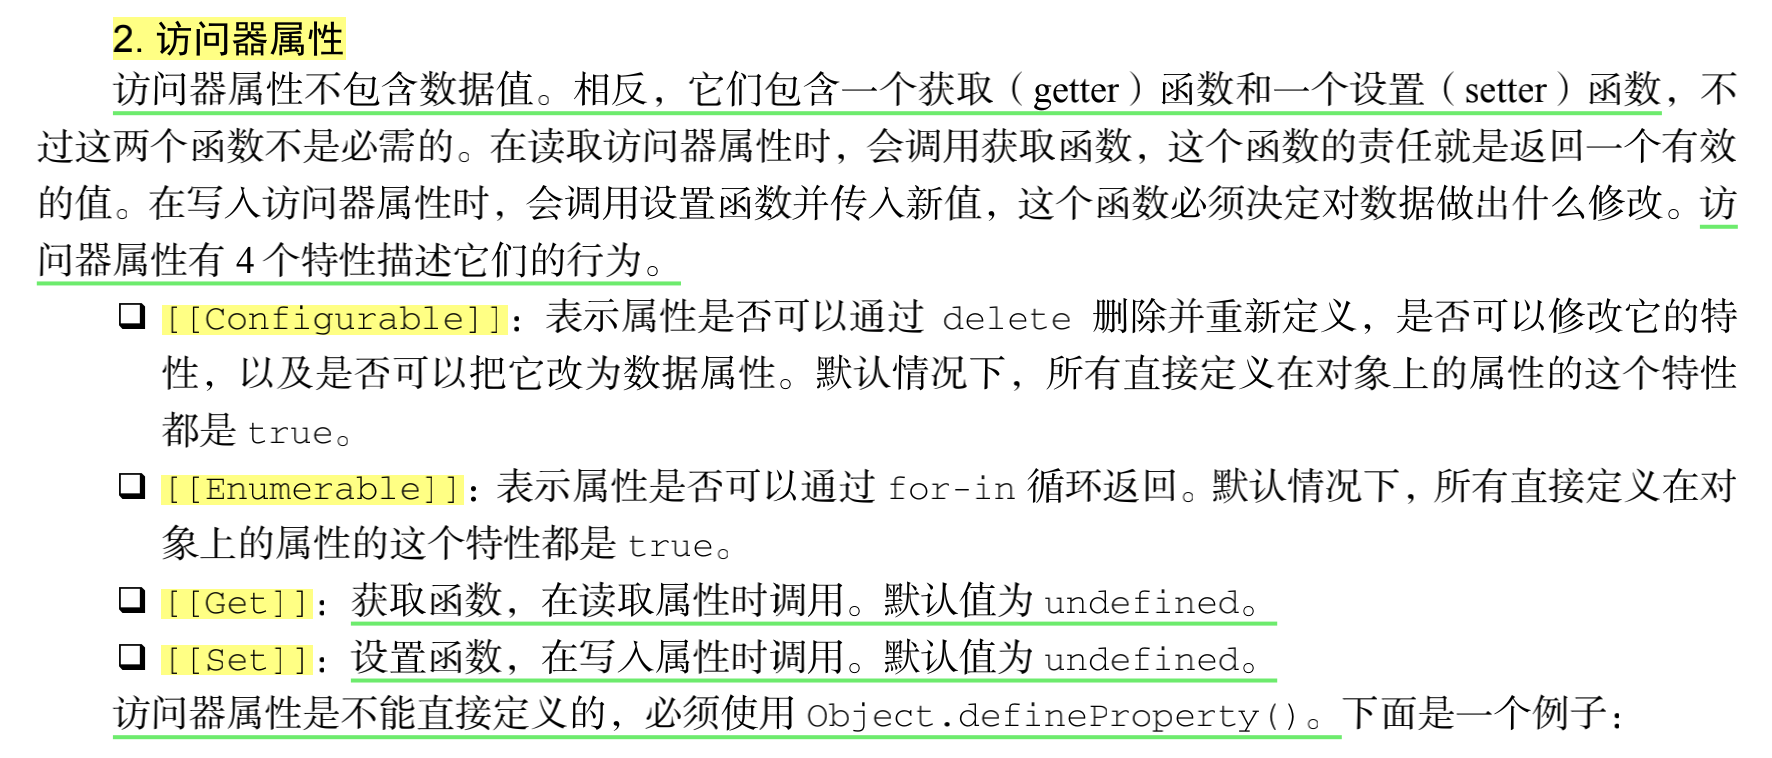 2. 访问器属性
访问器属性不包含数据值。相反，它们包含一个获取（getter）函数和一个设置（setter）函数，不
过这两个函数不是必需的。在读取访问器属性时，会调用获取函数，这个函数的责任就是返回一个有效
的值。在写入访问器属性时，会调用设置函数并传入新值，这个函数必须决定对数据做出什么修改。访
问器属性有 4 个特性描述它们的行为。
❑ [[Configurable]]：表示属性是否可以通过 delete 删除并重新定义，是否可以修改它的特
性，以及是否可以把它改为数据属性。默认情况下，所有直接定义在对象上的属性的这个特性
都是 true。
❑ [[Enumerable]]：表示属性是否可以通过 for-in 循环返回。默认情况下，所有直接定义在对
象上的属性的这个特性都是 true。
❑ [[Get]]：获取函数，在读取属性时调用。默认值为 undefined。
❑ [[Set]]：设置函数，在写入属性时调用。默认值为 undefined。
访问器属性是不能直接定义的，必须使用 Object.defineProperty()。下面是一个例子：